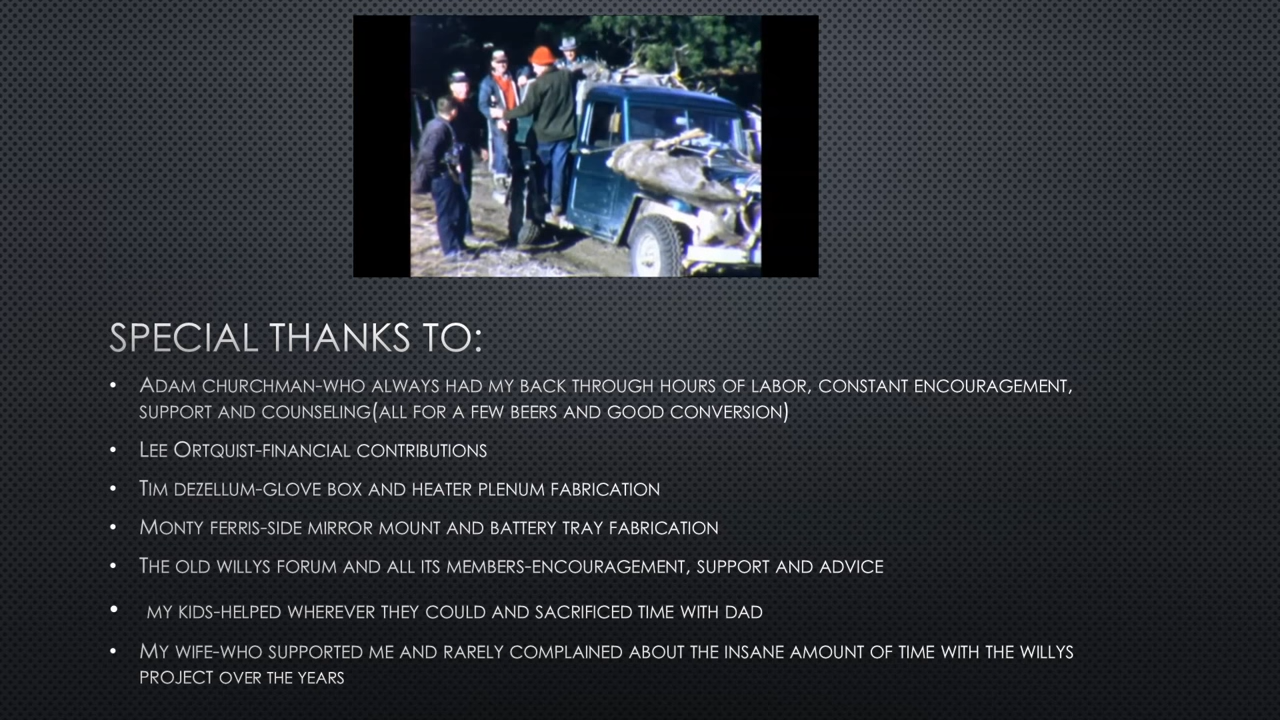 SPECIAL THANKS TO:
• ADAM CHURCHMAN-WHO ALWAYS HAD MY BACK THROUGH HOURS OF LABOR, CONSTANT ENCOURAGEMENT,
SUPPORT AND COUNSELING(ALL FOR A FEW BEERS AND GOOD CONVERSION)
• LEE ORTQUIST-FINANCIAL CONTRIBUTIONS
• TIM DEZELLUM-GLOVE BOX AND HEATER PLENUM FABRICATION
• MONTY FERRIS-SIDE MIRROR MOUNT AND BATTERY TRAY FABRICATION
• THE OLD WILLYS FORUM AND ALL ITS MEMBERS-ENCOURAGEMENT, SUPPORT AND ADVICE
• MY KIDS-HELPED WHEREVER THEY COULD AND SACRIFICED TIME WITH DAD
• MY WIFE-WHO SUPPORTED ME AND RARELY COMPLAINED ABOUT THE INSANE AMOUNT OF TIME WITH THE WILLYS
PROJECT OVER THE YEARS